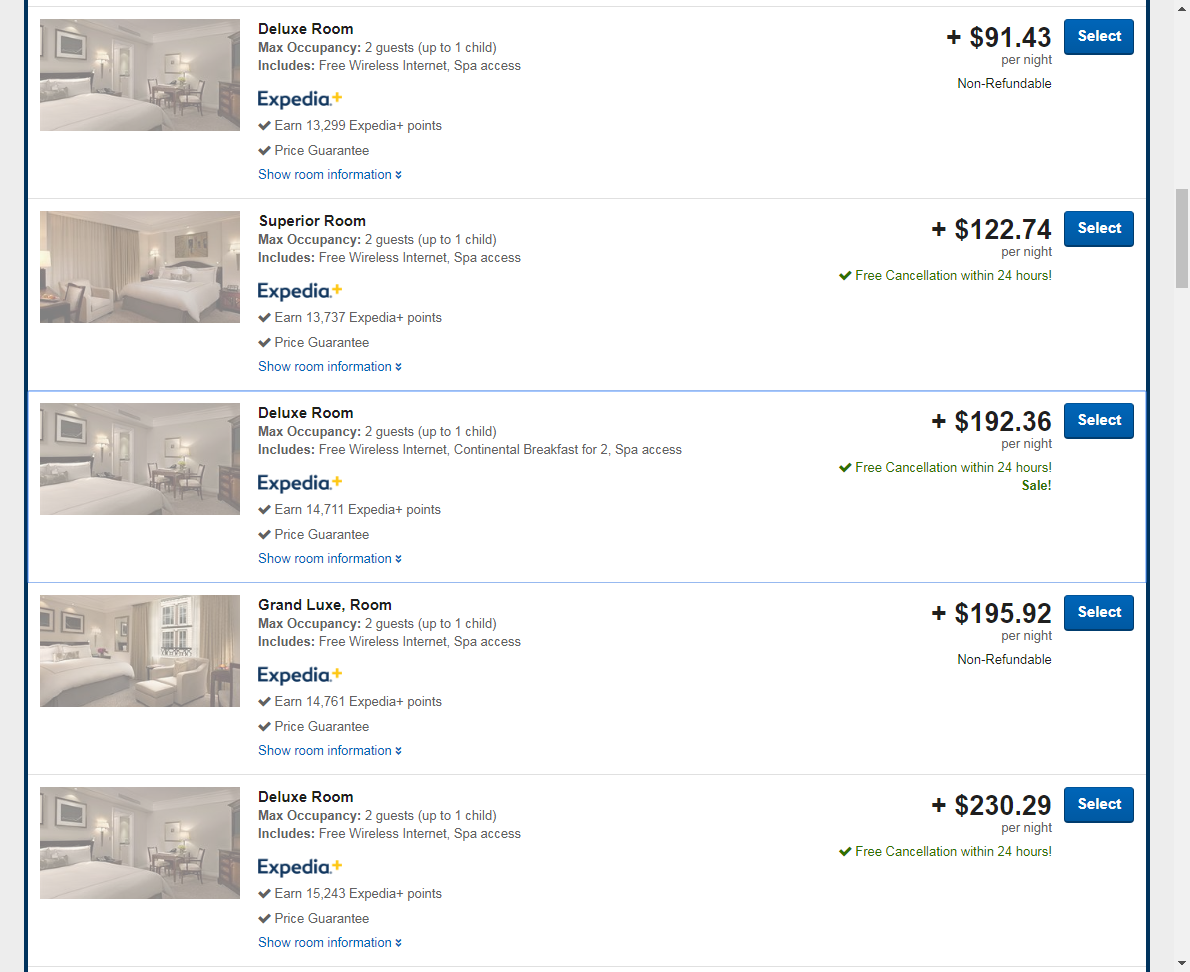 Deluxe Room
Max Occupancy: 2 guests (up to 1 child)
Includes: Free Wireless Internet, Spa access
Expedia+
Earn 13,299 Expedia+ points
Price Guarantee
Show room information
+ $91.43
per night
Non-Refundable
Select
Superior Room
Max Occupancy: 2 guests (up to 1 child)
Includes: Free Wireless Internet, Spa access
Expedia+
Earn 13,737 Expedia+ points
Price Guarantee
Show room information
+ $122.74
per night
Free Cancellation within 24 hours!
Select
Deluxe Room
Max Occupancy: 2 guests (up to 1 child)
Includes: Free Wireless Internet, Continental Breakfast for 2, Spa access
Expedia+
Earn 14,711 Expedia+ points
Price Guarantee
Show room information
+ $192.36
per night
Free Cancellation within 24 hours!
Sale!
Select
Grand Luxe, Room
Max Occupancy: 2 guests (up to 1 child)
Includes: Free Wireless Internet, Spa access
Expedia+
Earn 14,761 Expedia+ points
Price Guarantee
Show room information
+ $195.92
per night
Non-Refundable
Select
Deluxe Room
Max Occupancy: 2 guests (up to 1 child)
Includes: Free Wireless Internet, Spa access
Expedia+
Earn 15,243 Expedia+ points
Price Guarantee
Show room information
+ $230.29
per night
Free Cancellation within 24 hours!
Select